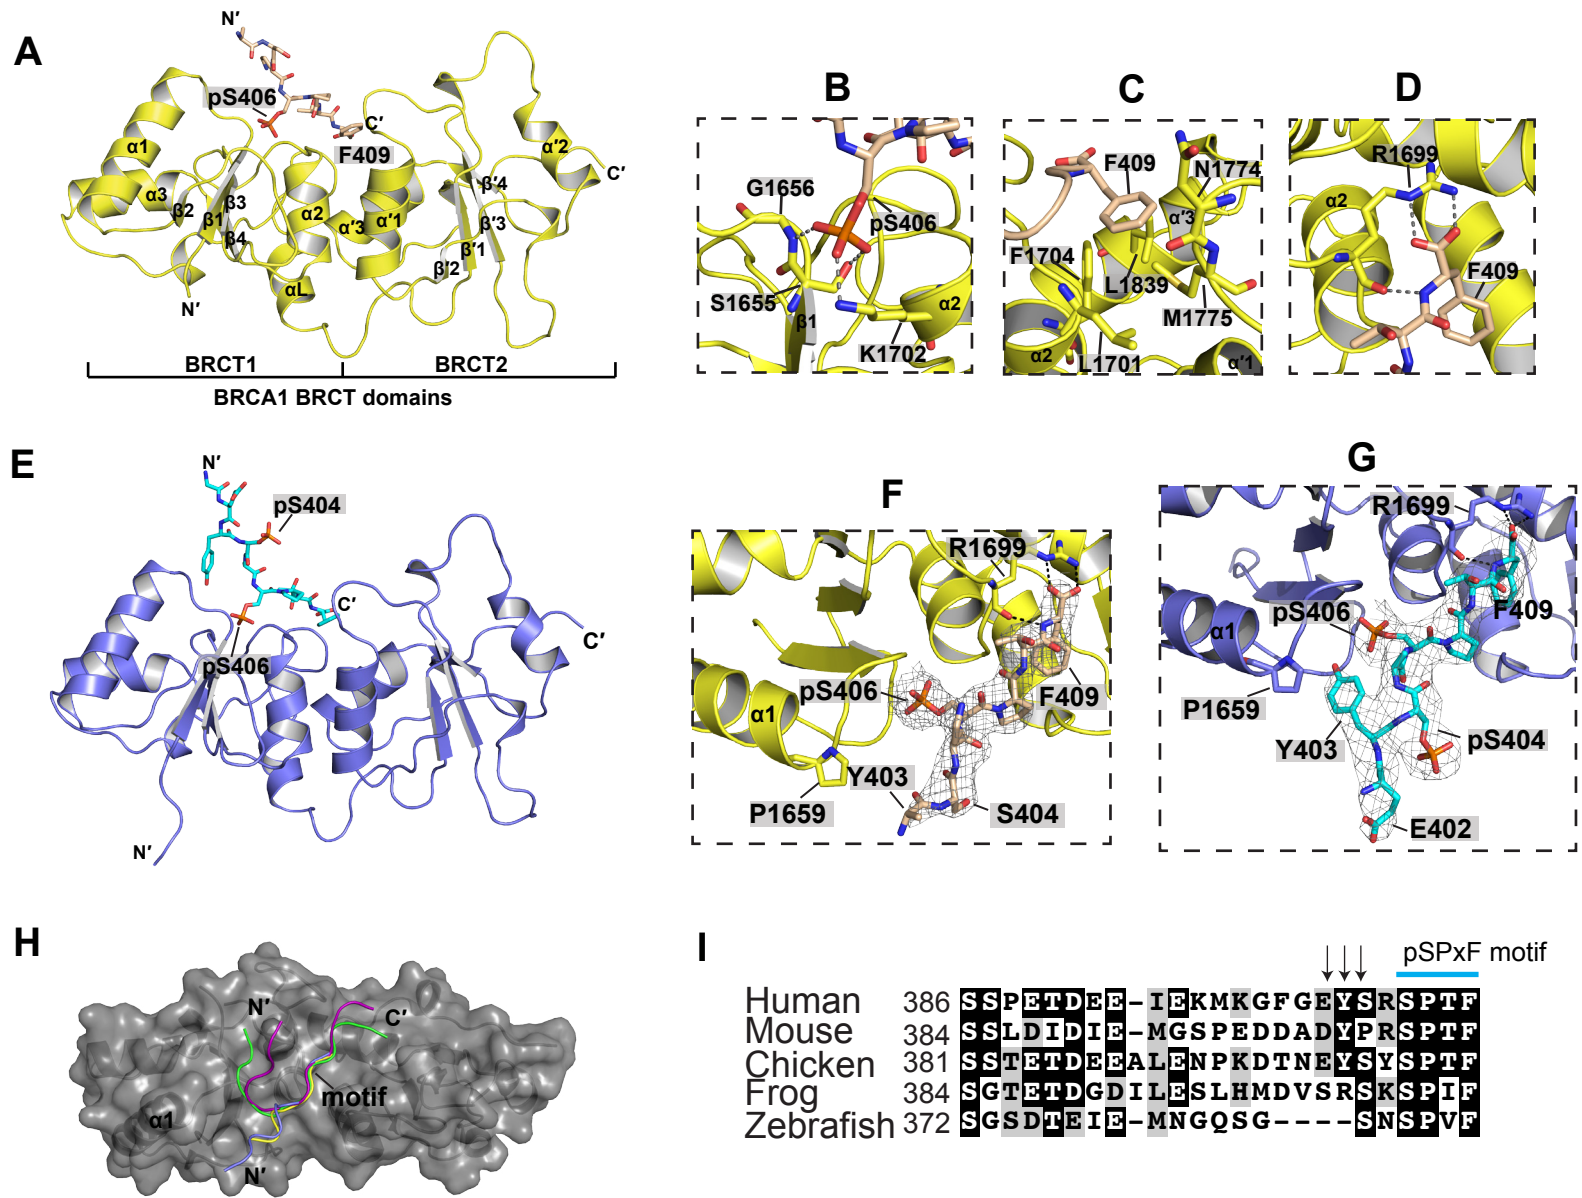 A
N′
pS406
C′
F409
α1
α3
β2
β1
β3
β4
α2
α′3
α′1
αL
β′2
β′1
β′3
β′4
α′2
C′
N′
BRCT1
BRCT2
BRCA1 BRCT domains
B
G1656
pS406
S1655
β1
α2
K1702
C
F409
N1774
α′3
F1704
L1839
M1775
α2
L1701
α′1
D
R1699
α2
F409
E
N′
pS404
C′
pS406
C′
N′
F
R1699
pS406
F409
α1
Y403
P1659
S404
G
R1699
pS406
F409
α1
P1659
Y403
pS404
E402
H
N′
C′
motif
α1
N′
I
pSPxF motif
Human 386 SSPETDEE-IEKMKGFGEYSRSPTF
Mouse 384 SSLDIDIE-MGSPEDDADYPRSPTF
Chicken 381 SSTETDEEALENPKDTNEYSYSPTF
Frog 384 SGTETDGDILESLHMDVSRSKSPIF
Zebrafish 372 SGSDTEIE-MNGQSG----SNSPVF